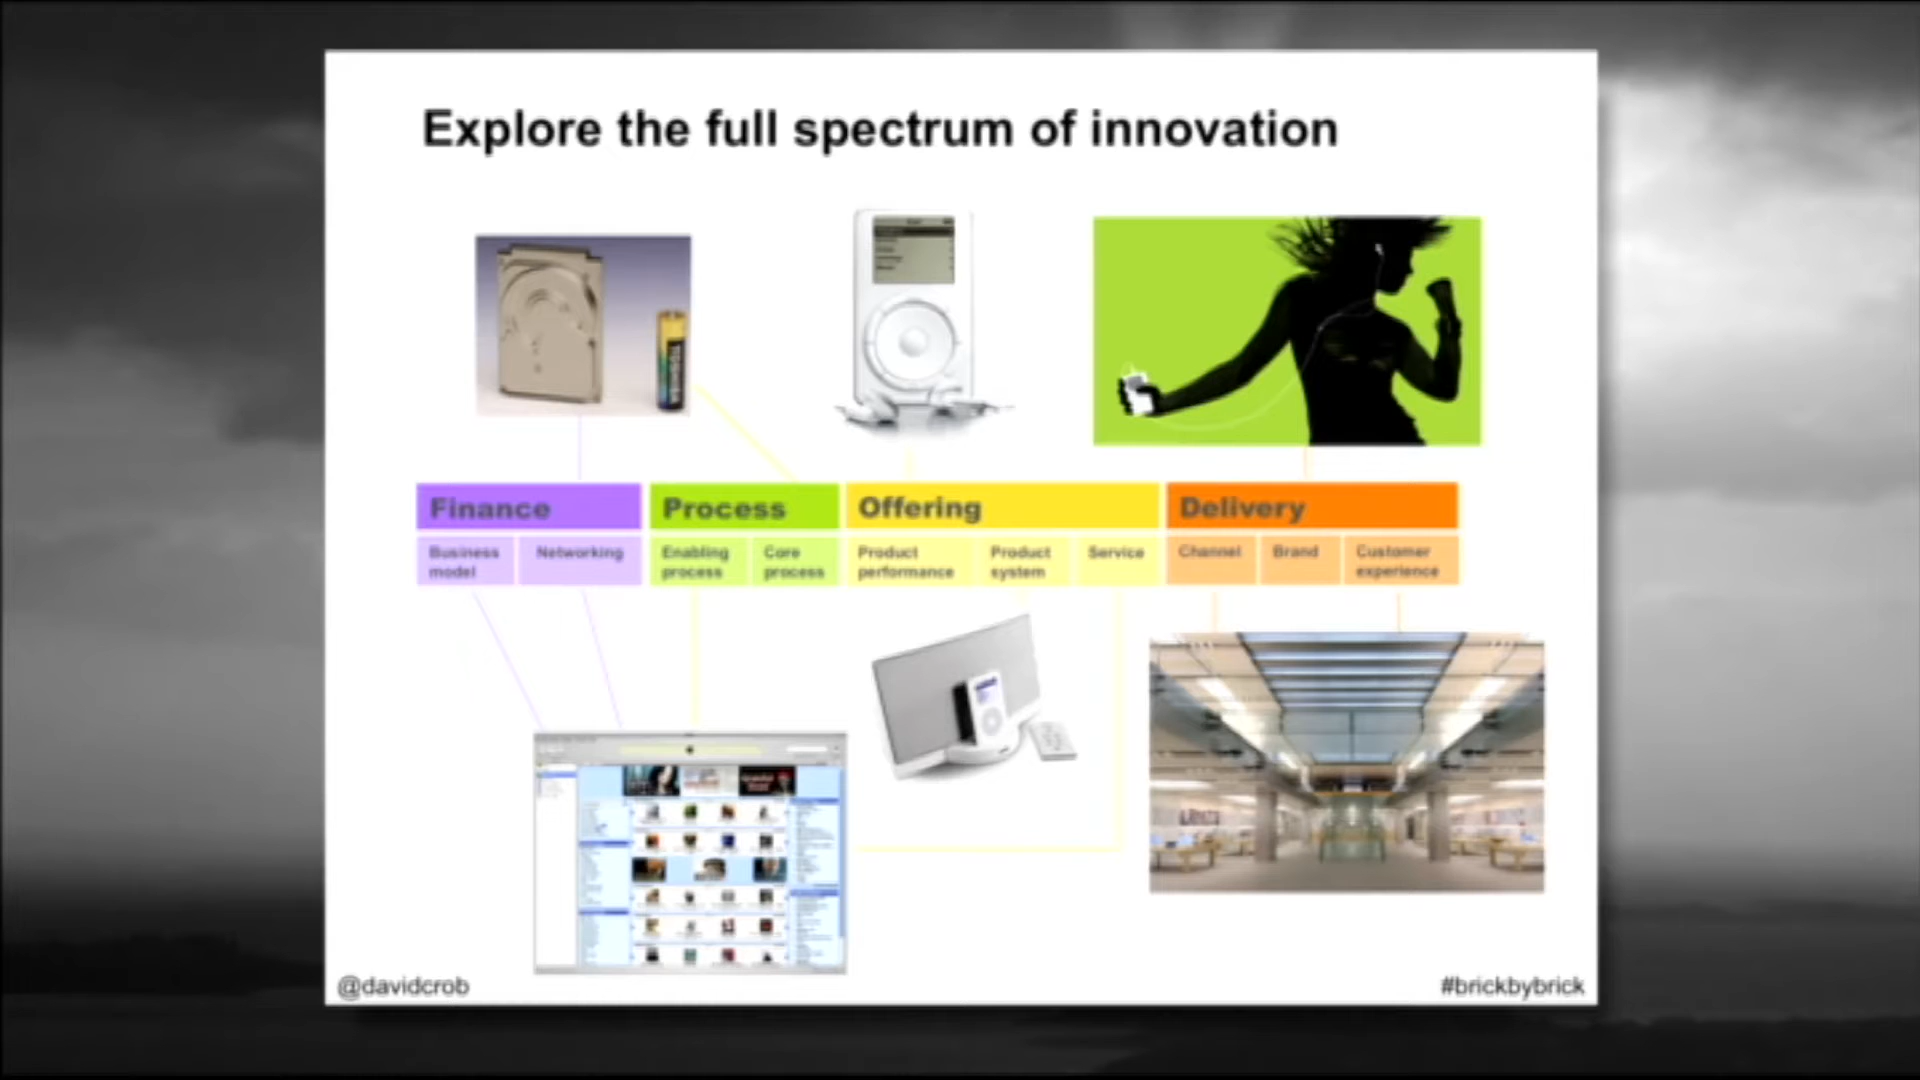 Explore the full spectrum of innovation
TOSHIBA
Finance
Process
Offering
Delivery
Business model
Networking
Enabling process
Core process
Product performance
Product system
Service
Channel
Brand
Customer experience
@davidcrob
#brickbybrick